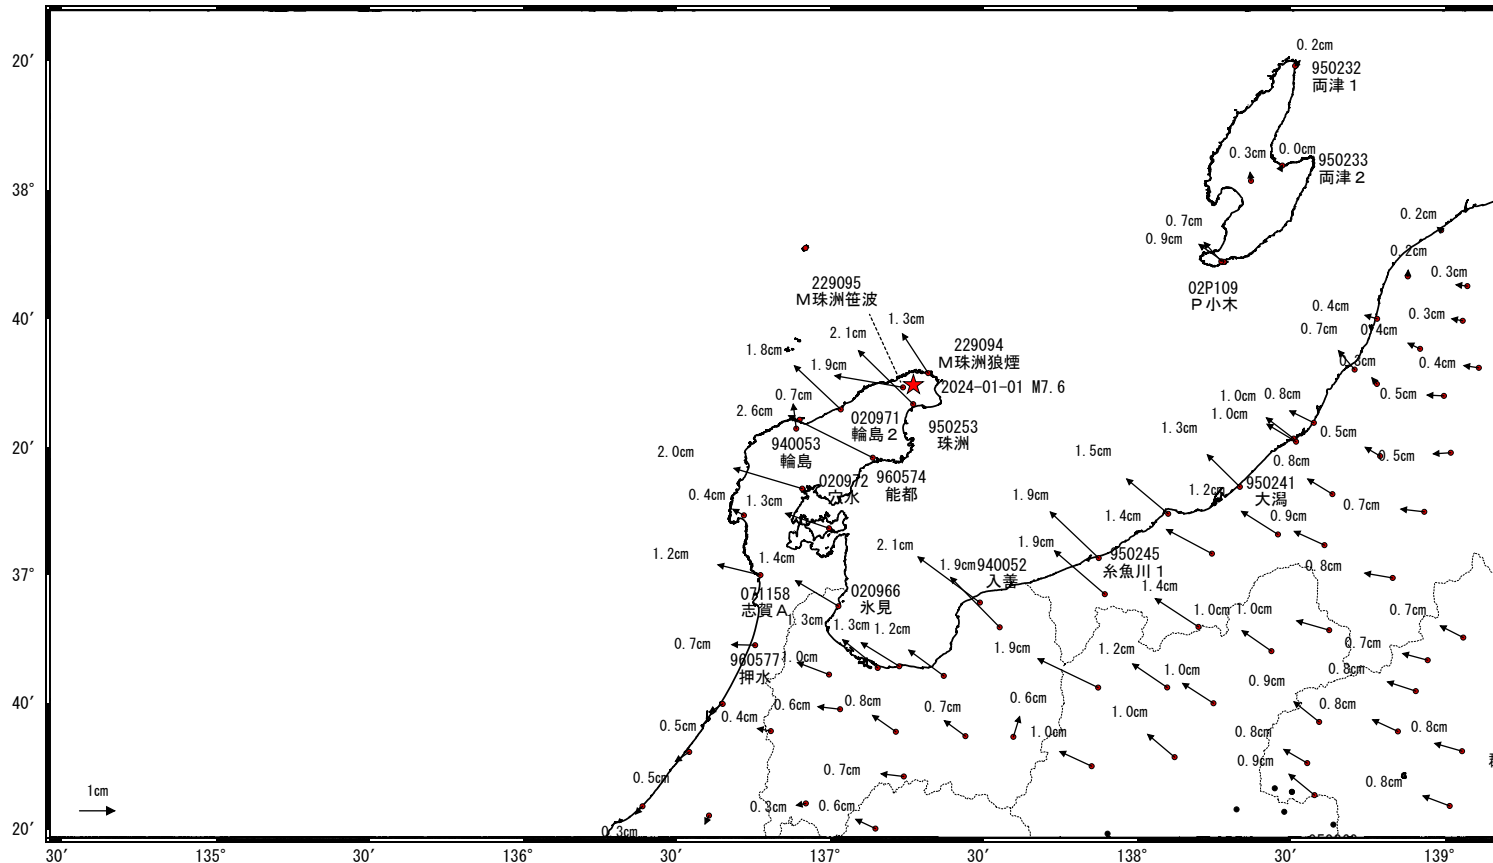 0.2cm
20′
950232
両津１
0.3cm
0.0cm
950233
両津２
38°
0.2cm
0.7cm
0.9cm
0.2cm
0.3cm
229095
Ｍ珠洲笹波
02P109
Ｐ小木
0.4cm
0.3cm
40′
1.3cm
2.1cm
0.7cm
0.4cm
1.8cm
229094
Ｍ珠洲狼煙
1.9cm
0.3cm
0.4cm
2024-01-01 M7.6
0.7cm
1.0cm
0.8cm
0.5cm
2.6cm
020971
輪島２
950253
珠洲
1.0cm
1.3cm
0.5cm
20′
940053
輪島
2.0cm
1.5cm
0.8cm
0.5cm
020972
穴水
960574
能都
950241
大潟
0.4cm
1.3cm
1.9cm
1.2cm
0.7cm
1.4cm
0.9cm
2.1cm
1.9cm
1.2cm
1.4cm
1.9cm
940052
入善
950245
糸魚川１
0.8cm
37°
071158
志賀Ａ
020966
氷見
1.4cm
1.0cm
1.0cm
0.7cm
1.3cm
1.3cm
1.2cm
0.7cm
960577
押水
1.0cm
1.9cm
1.2cm
0.7cm
1.0cm
0.8cm
0.9cm
40′
0.4cm
0.6cm
0.8cm
0.7cm
0.6cm
0.8cm
0.5cm
1.0cm
1.0cm
0.8cm
0.8cm
0.5cm
0.7cm
0.9cm
0.8cm
1cm
0.3cm
0.6cm
20′
0.3cm
30′
135°
30′
136°
30′
137°
30′
138°
30′
139°